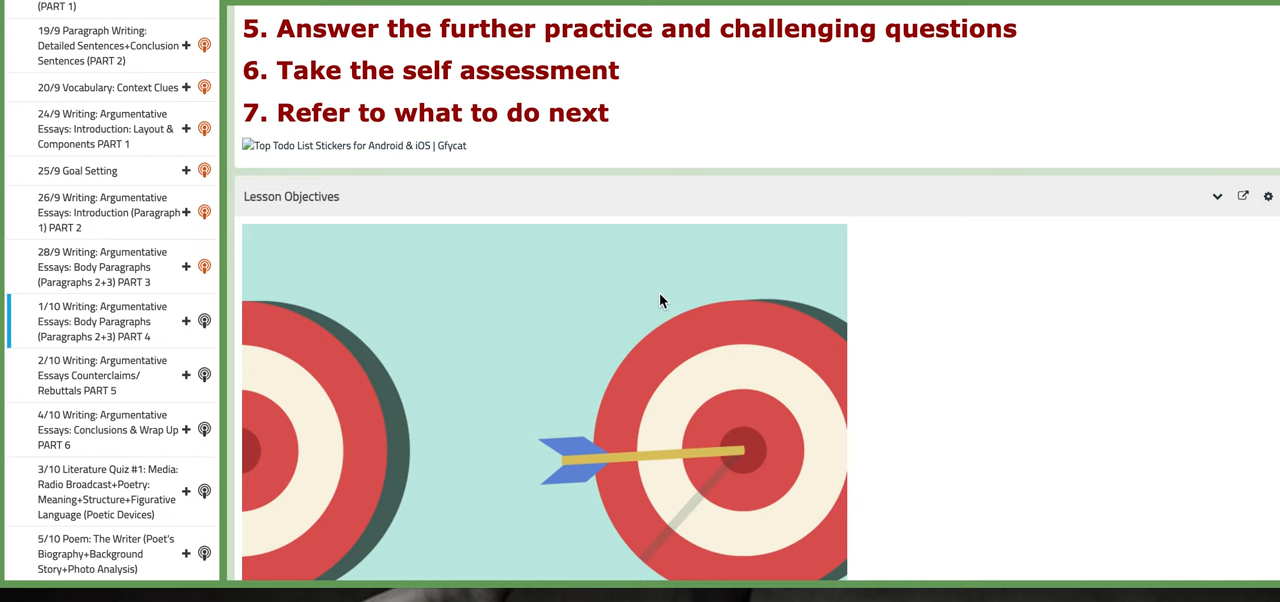 (PART 1)
19/9 Paragraph Writing:
Detailed Sentences+Conclusion
Sentences (PART 2)
20/9 Vocabulary: Context Clues
24/9 Writing: Argumentative
Essays: Introduction: Layout &
Components PART 1
25/9 Goal Setting
26/9 Writing: Argumentative
Essays: Introduction (Paragraph
1) PART 2
28/9 Writing: Argumentative
Essays: Body Paragraphs
(Paragraphs 2+3) PART 3
1/10 Writing: Argumentative
Essays: Body Paragraphs
(Paragraphs 2+3) PART 4
2/10 Writing: Argumentative
Essays Counterclaims/
Rebuttals PART 5
4/10 Writing: Argumentative
Essays: Conclusions & Wrap Up
PART 6
3/10 Literature Quiz #1: Media:
Radio Broadcast+Poetry:
Meaning+Structure+Figurative
Language (Poetic Devices)
5/10 Poem: The Writer (Poet's
Biography+Background
Story+Photo Analysis)
5. Answer the further practice and challenging questions
6. Take the self assessment
7. Refer to what to do next
Top Todo List Stickers for Android & iOS | Gfycat
Lesson Objectives